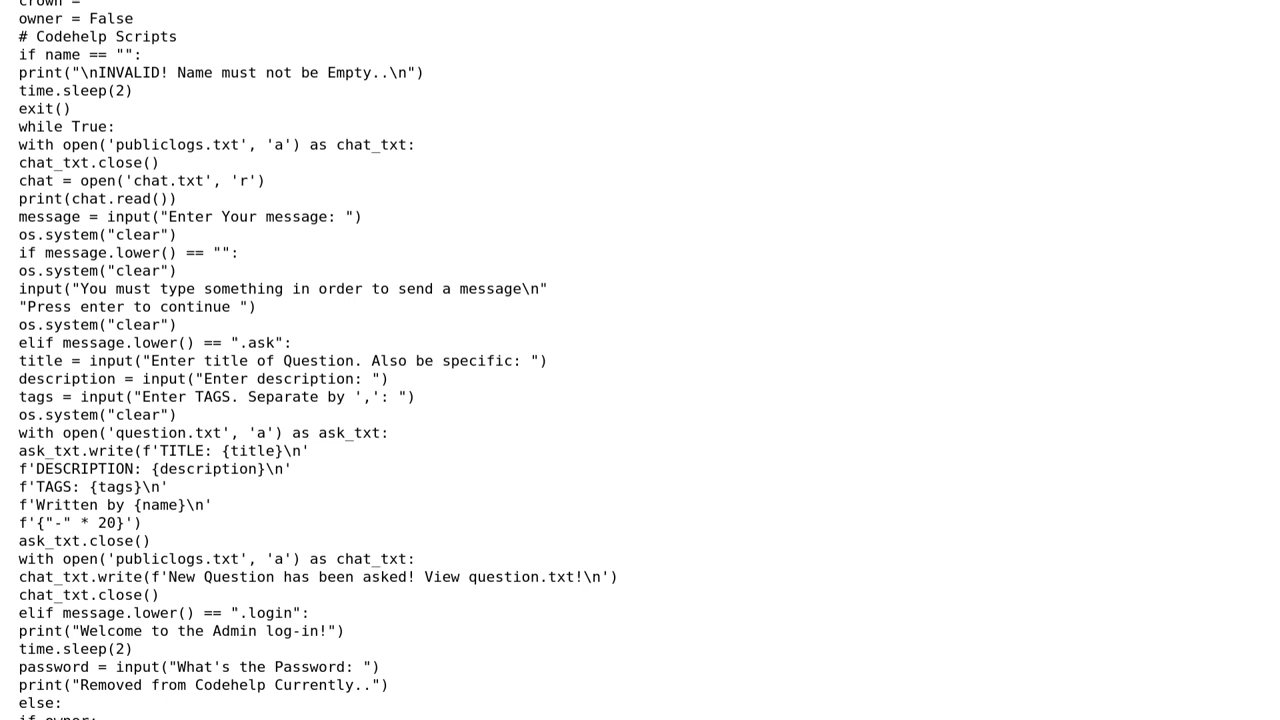 crown =
owner = False
# Codehelp Scripts
if name == "":
print("\nINVALID! Name must not be Empty..\n")
time.sleep(2)
exit()
while True:
with open('publiclogs.txt', 'a') as chat_txt:
chat_txt.close()
chat = open('chat.txt', 'r')
print(chat.read())
message = input("Enter Your message: ")
os.system("clear")
if message.lower() == "":
os.system("clear")
input("You must type something in order to send a message\n"
"Press enter to continue ")
os.system("clear")
elif message.lower() == ".ask":
title = input("Enter title of Question. Also be specific: ")
description = input("Enter description: ")
tags = input("Enter TAGS. Separate by ',': ")
os.system("clear")
with open('question.txt', 'a') as ask_txt:
ask_txt.write(f'TITLE: {title}\n'
f'DESCRIPTION: {description}\n'
f'TAGS: {tags}\n'
f'Written by {name}\n'
f'{"-" * 20}')
ask_txt.close()
with open('publiclogs.txt', 'a') as chat_txt:
chat_txt.write(f'New Question has been asked! View question.txt!\n')
chat_txt.close()
elif message.lower() == ".login":
print("Welcome to the Admin log-in!")
time.sleep(2)
password = input("What's the Password: ")
print("Removed from Codehelp Currently..")
else:
if owner: